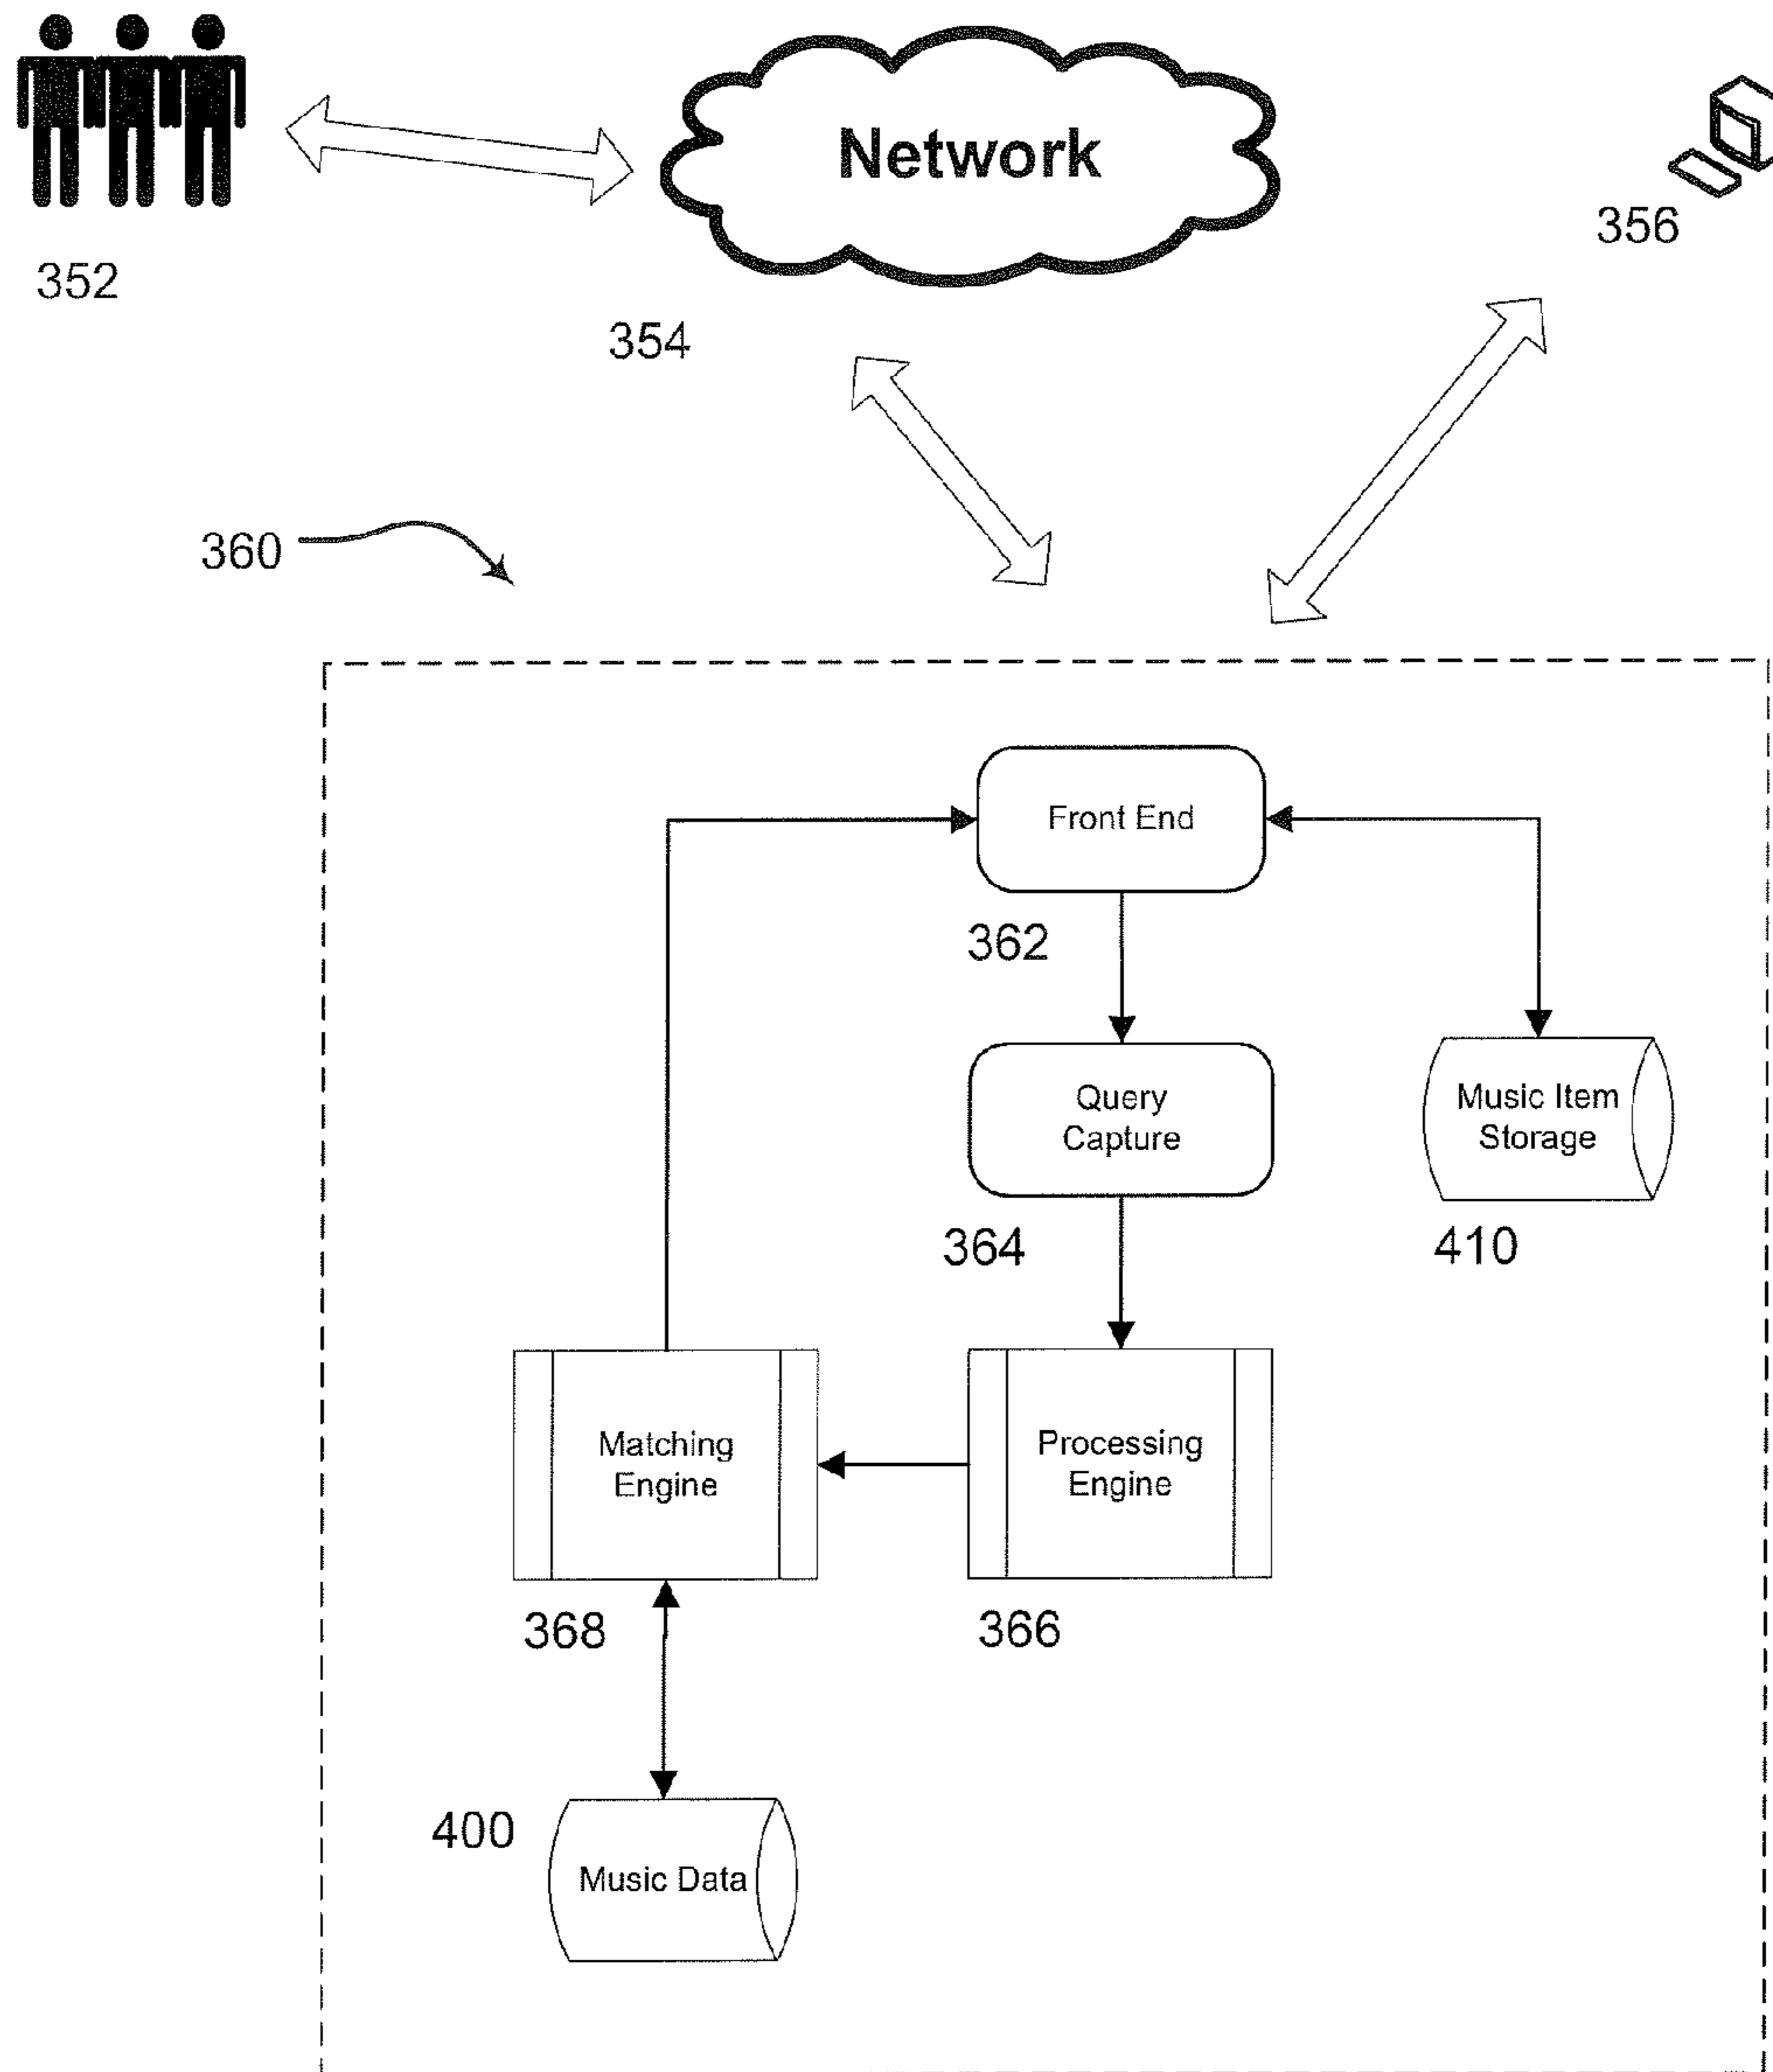 Network
352
354
356
360
Front End
362
Query
Capture
364
Music Item
Storage
410
Matching
Engine
368
Processing
Engine
366
400
Music Data